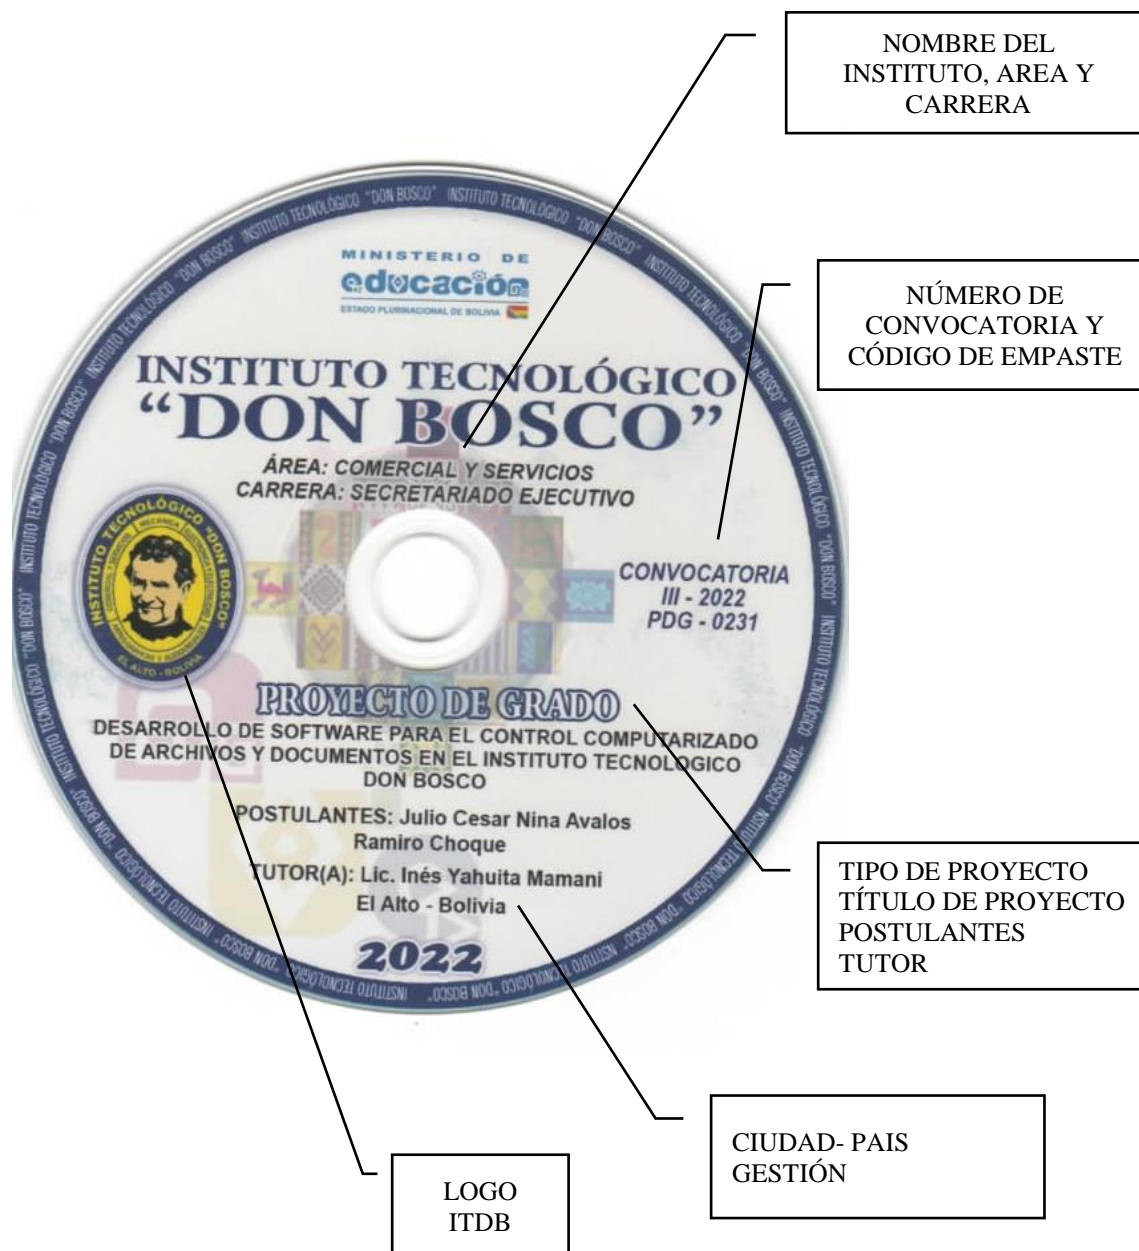 NOMBRE DEL
INSTITUTO, AREA Y
CARRERA
NÚMERO DE
CONVOCATORIA Y
CÓDIGO DE EMPASTE
MINISTERIO DE
educación
ESTADO PLURINACIONAL DE BOLIVIA
INSTITUTO TECNOLÓGICO
“DON BOSCO”
ÁREA: COMERCIAL Y SERVICIOS
CARRERA: SECRETARIADO EJECUTIVO
INSTITUTO TECNOLÓGICO "DON BOSCO"
EL ALTO - BOLIVIA
CONVOCATORIA
III - 2022
PDG - 0231
PROYECTO DE GRADO
DESARROLLO DE SOFTWARE PARA EL CONTROL COMPUTARIZADO
DE ARCHIVOS Y DOCUMENTOS EN EL INSTITUTO TECNOLOGICO
DON BOSCO
POSTULANTES: Julio Cesar Nina Avalos
Ramiro Choque
TUTOR(A): Lic. Inés Yahuita Mamani
El Alto - Bolivia
2022
INSTITUTO TECNOLÓGICO "DON BOSCO"
TIPO DE PROYECTO
TÍTULO DE PROYECTO
POSTULANTES
TUTOR
CIUDAD- PAIS
GESTIÓN
LOGO
ITDB